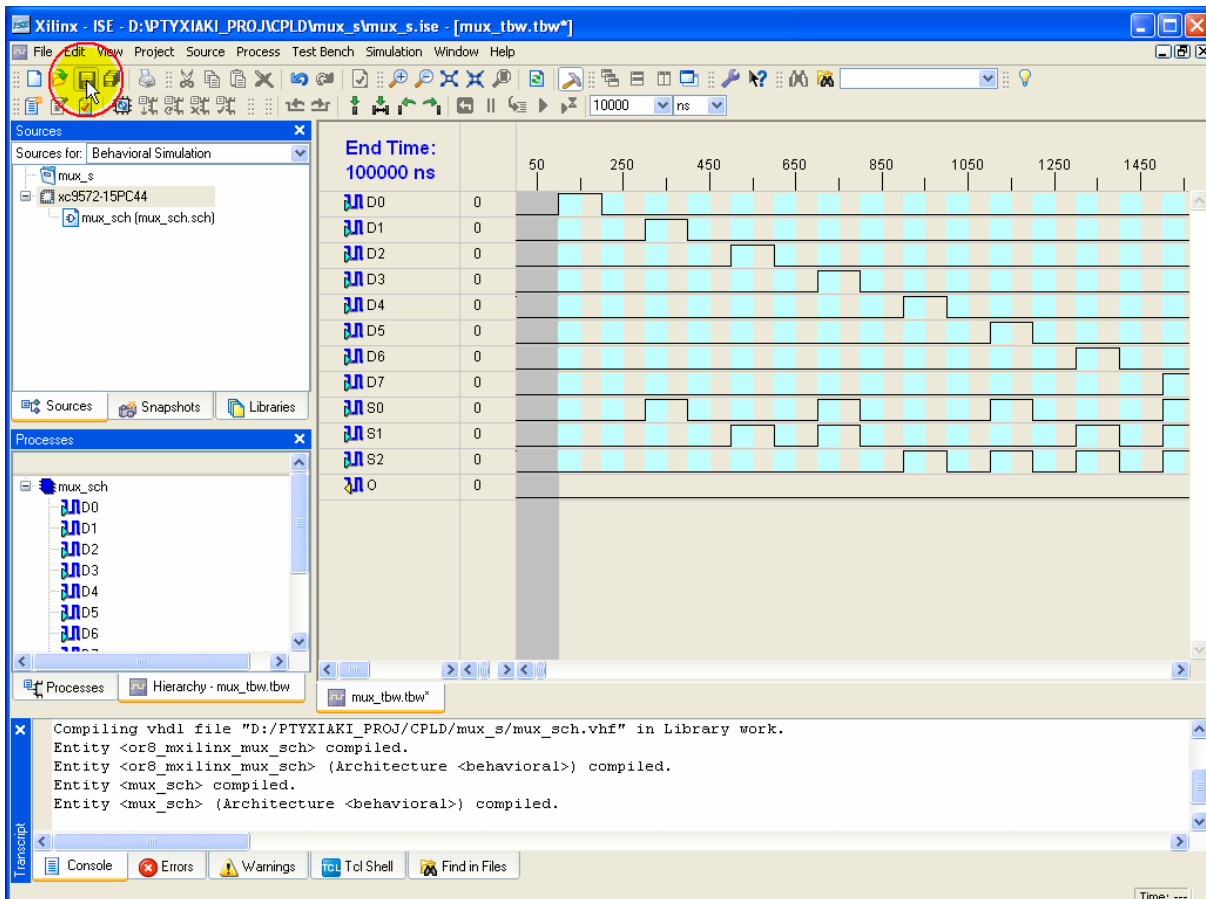 Xilinx - ISE - D:\PTYXIAKI_PROJ\CPLD\mux_s\mux_s.ise - [mux_tbw.tbw*]
File Edit View Project Source Process Test Bench Simulation Window Help
10000 ns
Sources
Sources for: Behavioral Simulation
mux_s
xc9572-15PC44
mux_sch (mux_sch.sch)
Sources Snapshots Libraries
Processes
mux_sch
D0
D1
D2
D3
D4
D5
D6
Processes Hierarchy - mux_tbw.tbw
End Time:
100000 ns
50 250 450 650 850 1050 1250 1450
D0 0
D1 0
D2 0
D3 0
D4 0
D5 0
D6 0
D7 0
S0 0
S1 0
S2 0
O 0
mux_tbw.tbw*
Compiling vhdl file "D:/PTYXIAKI_PROJ/CPLD/mux_s/mux_sch.vhf" in Library work.
Entity <or8_mxilinx_mux_sch> compiled.
Entity <or8_mxilinx_mux_sch> (Architecture <behavioral>) compiled.
Entity <mux_sch> compiled.
Entity <mux_sch> (Architecture <behavioral>) compiled.
Transcript
Console Errors Warnings TCL Tcl Shell Find in Files
Time: ---